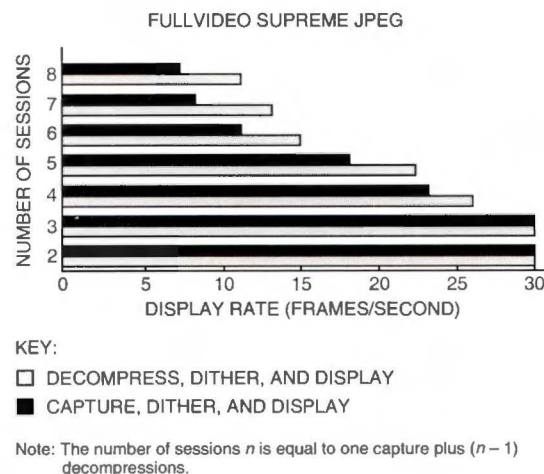 FULLVIDEO SUPREME JPEG
NUMBER OF SESSIONS
8
7
6
5
4
3
2
0 5 10 15 20 25 30
DISPLAY RATE (FRAMES/SECOND)
KEY:
DECOMPRESS, DITHER, AND DISPLAY
CAPTURE, DITHER, AND DISPLAY
Note: The number of sessions n is equal to one capture plus (n – 1)
decompressions.